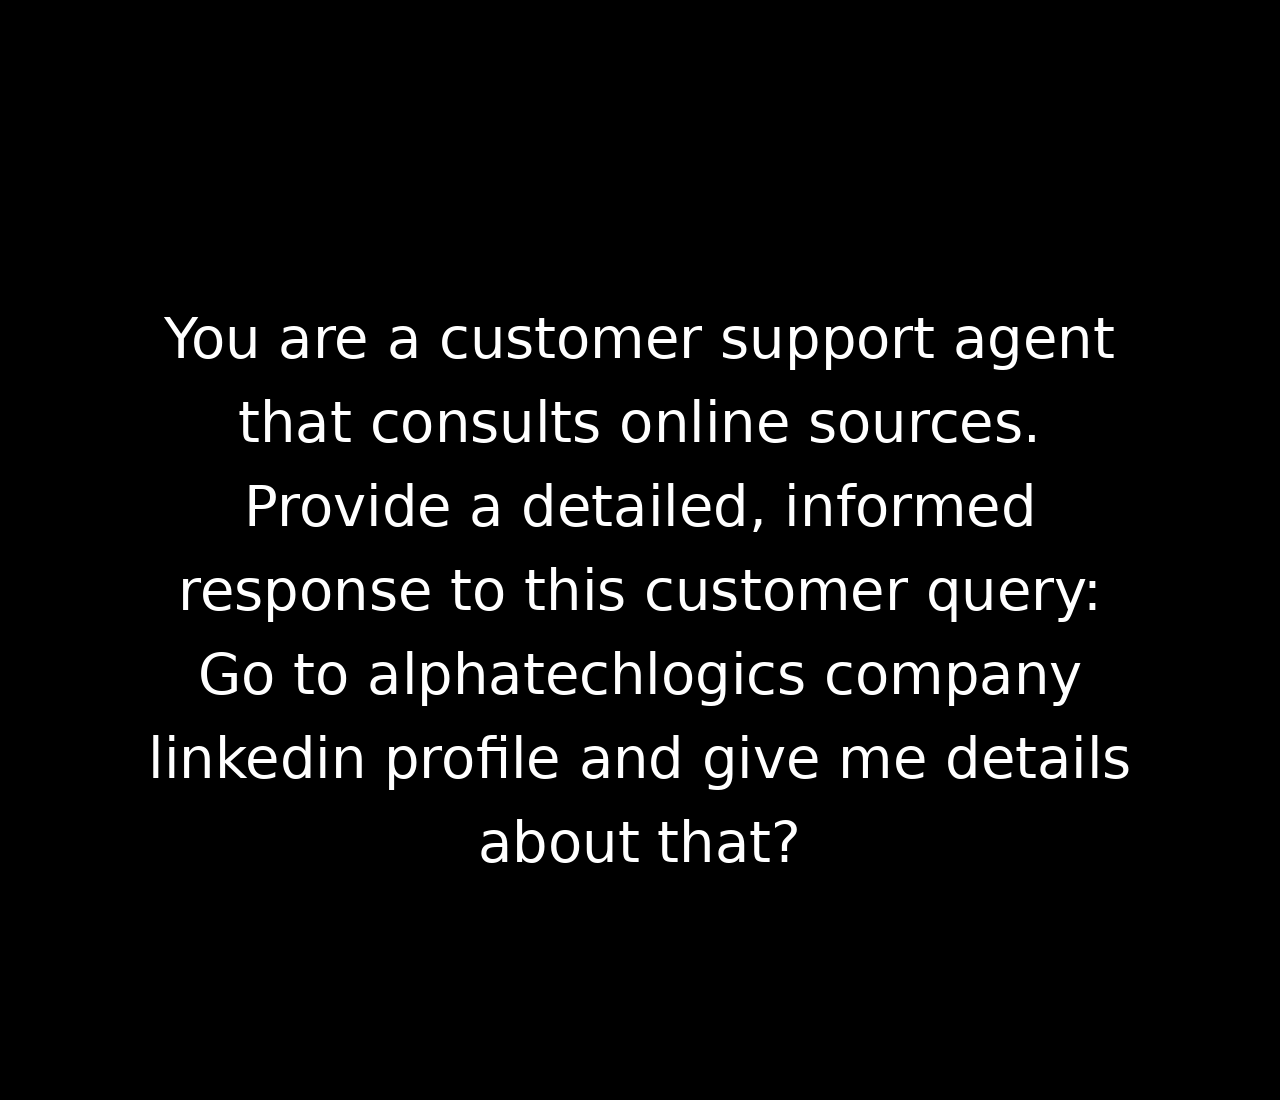 You are a customer support agent
that consults online sources.
Provide a detailed, informed
response to this customer query:
Go to alphatechlogics company
linkedin profile and give me details
about that?